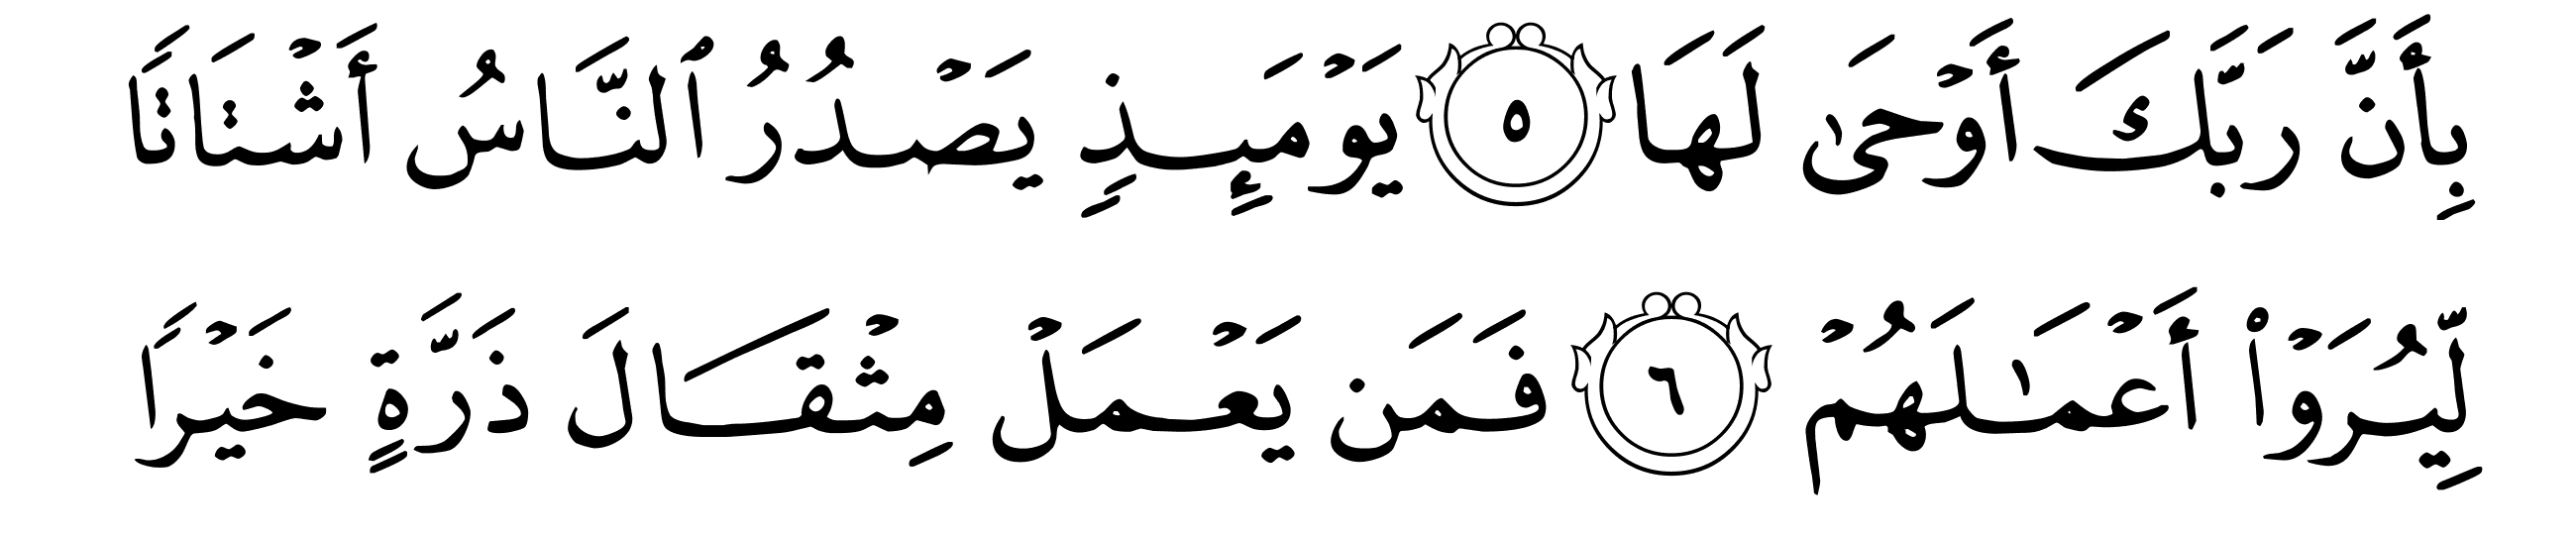 بِأَنَّ رَبَّكَ أَوۡحَىٰ لَهَا ٥ يَوۡمَئِذٖ يَصۡدُرُ ٱلنَّاسُ أَشۡتَاتٗا
لِّيُرَوۡاْ أَعۡمَٰلَهُمۡ ٦ فَمَن يَعۡمَلۡ مِثۡقَالَ ذَرَّةٍ خَيۡرٗا